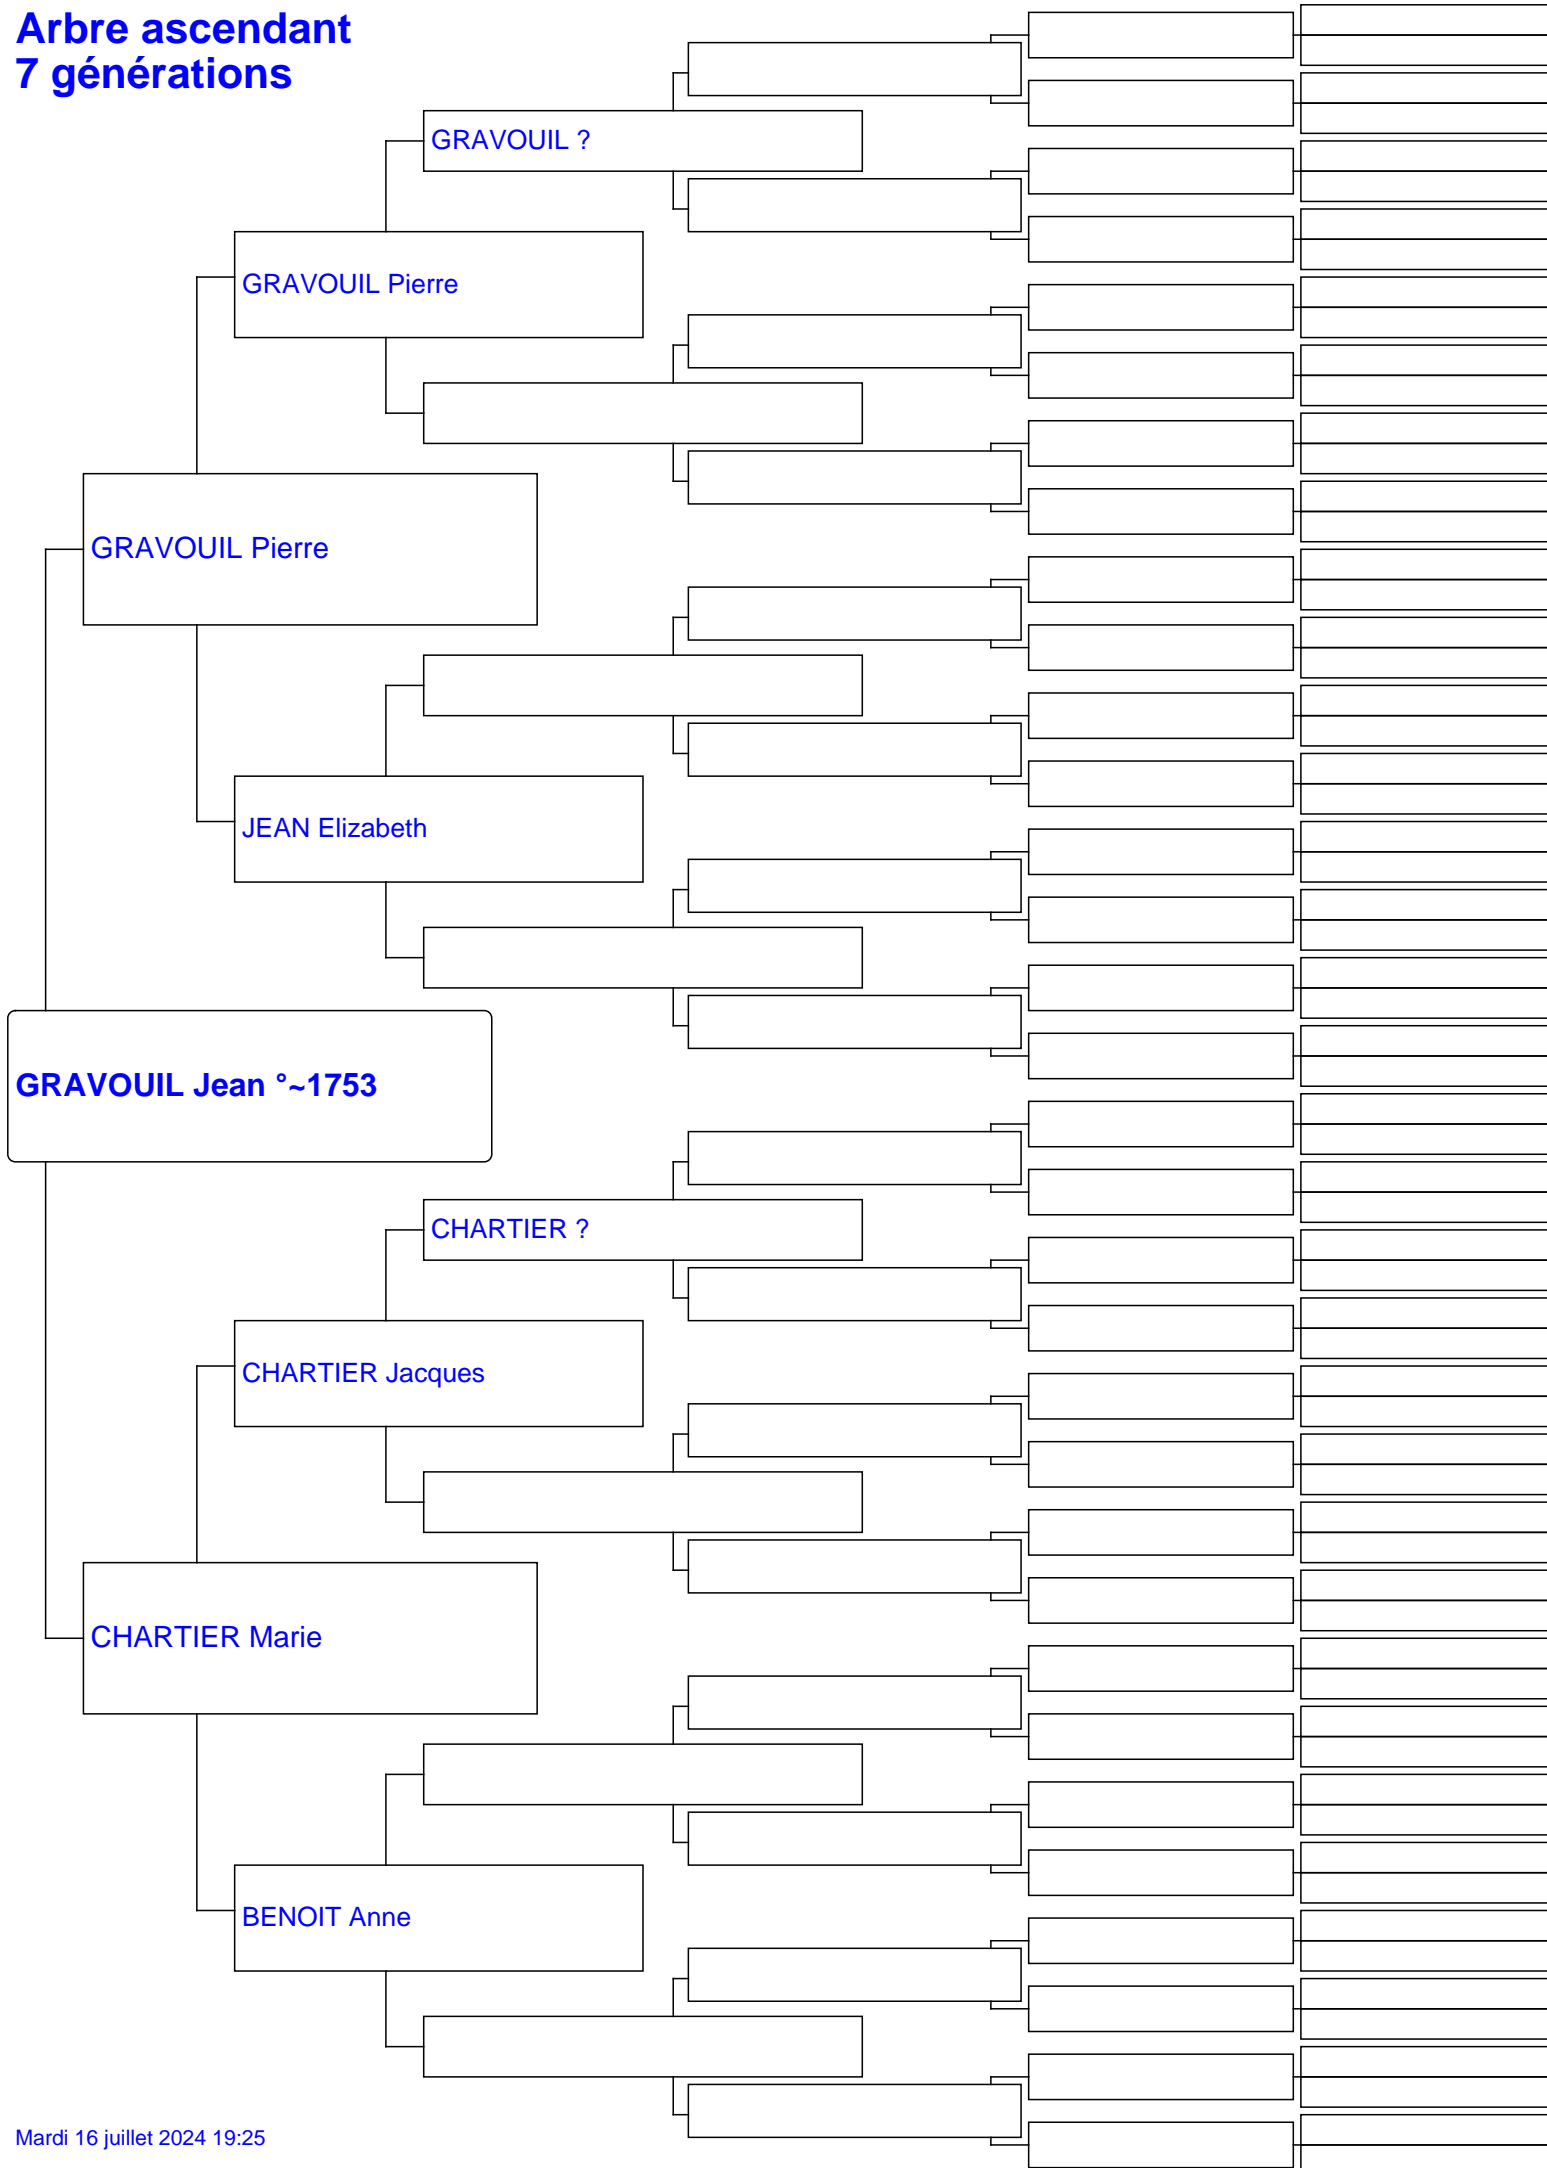 Arbre ascendant
7 générations
GRAVOUIL ?
GRAVOUIL Pierre
GRAVOUIL Pierre
JEAN Elizabeth
GRAVOUIL Jean °~1753
CHARTIER ?
CHARTIER Jacques
CHARTIER Marie
BENOIT Anne
Mardi 16 juillet 2024 19:25